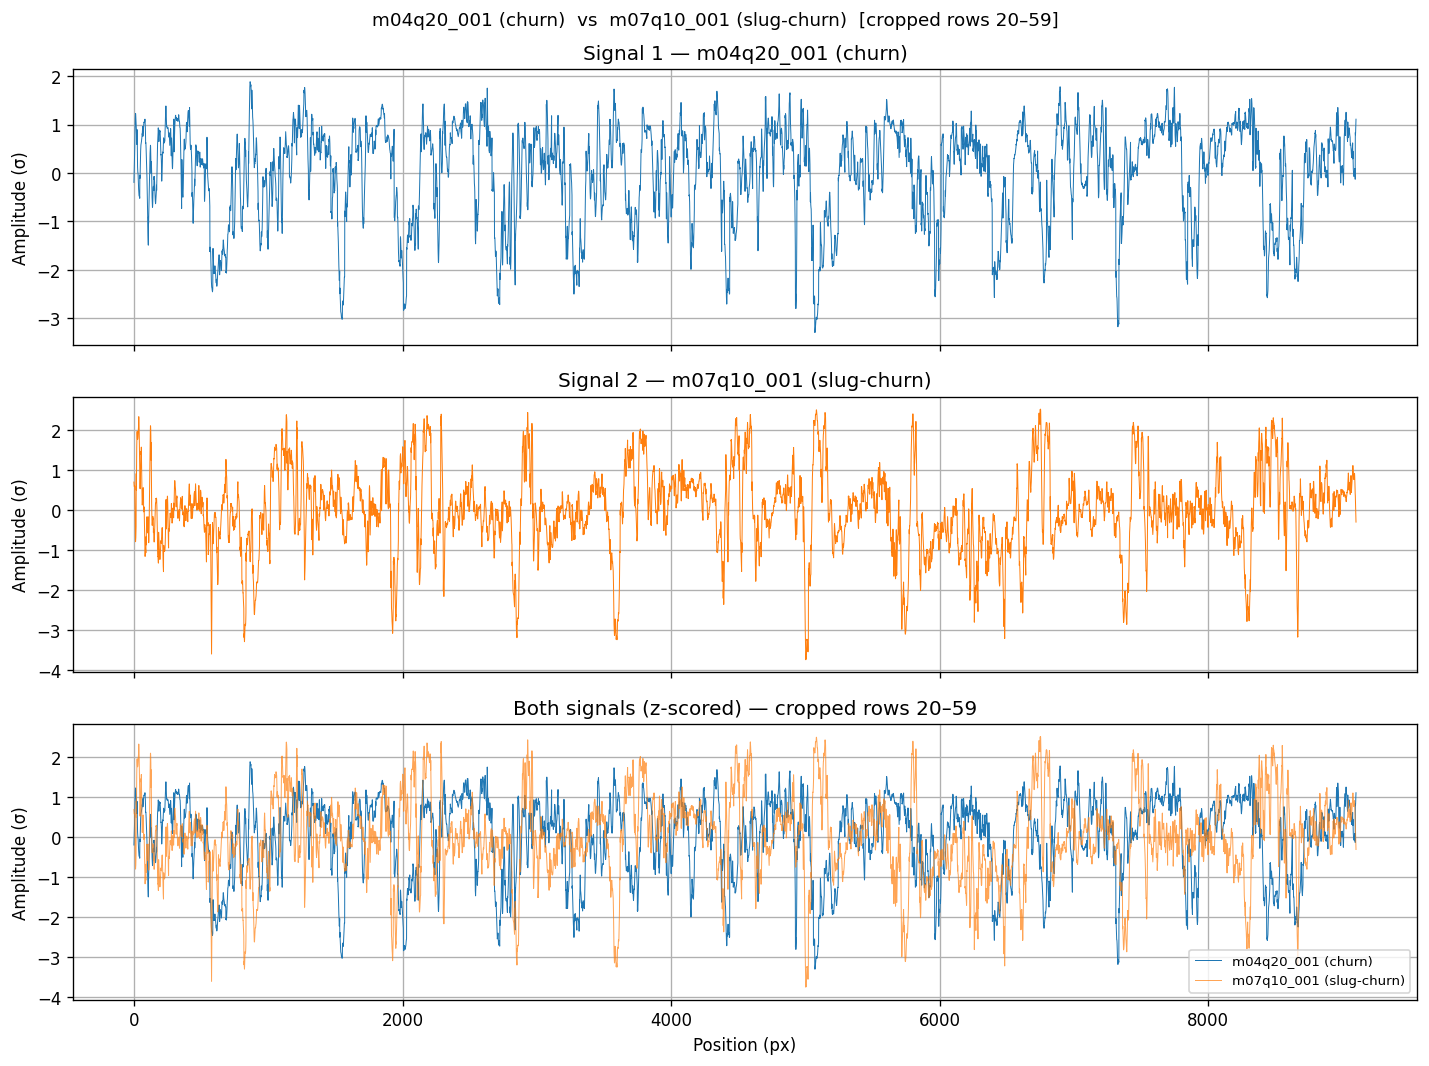 m04q20_001 (churn)  vs  m07q10_001 (slug-churn)  [cropped rows 20–59]
Signal 1 — m04q20_001 (churn)
2
1
0
−1
−2
−3
Amplitude (σ)
Signal 2 — m07q10_001 (slug-churn)
2
1
0
−1
−2
−3
−4
Amplitude (σ)
Both signals (z-scored) — cropped rows 20–59
2
1
0
−1
−2
−3
−4
Amplitude (σ)
m04q20_001 (churn)
m07q10_001 (slug-churn)
0 2000 4000 6000 8000
Position (px)